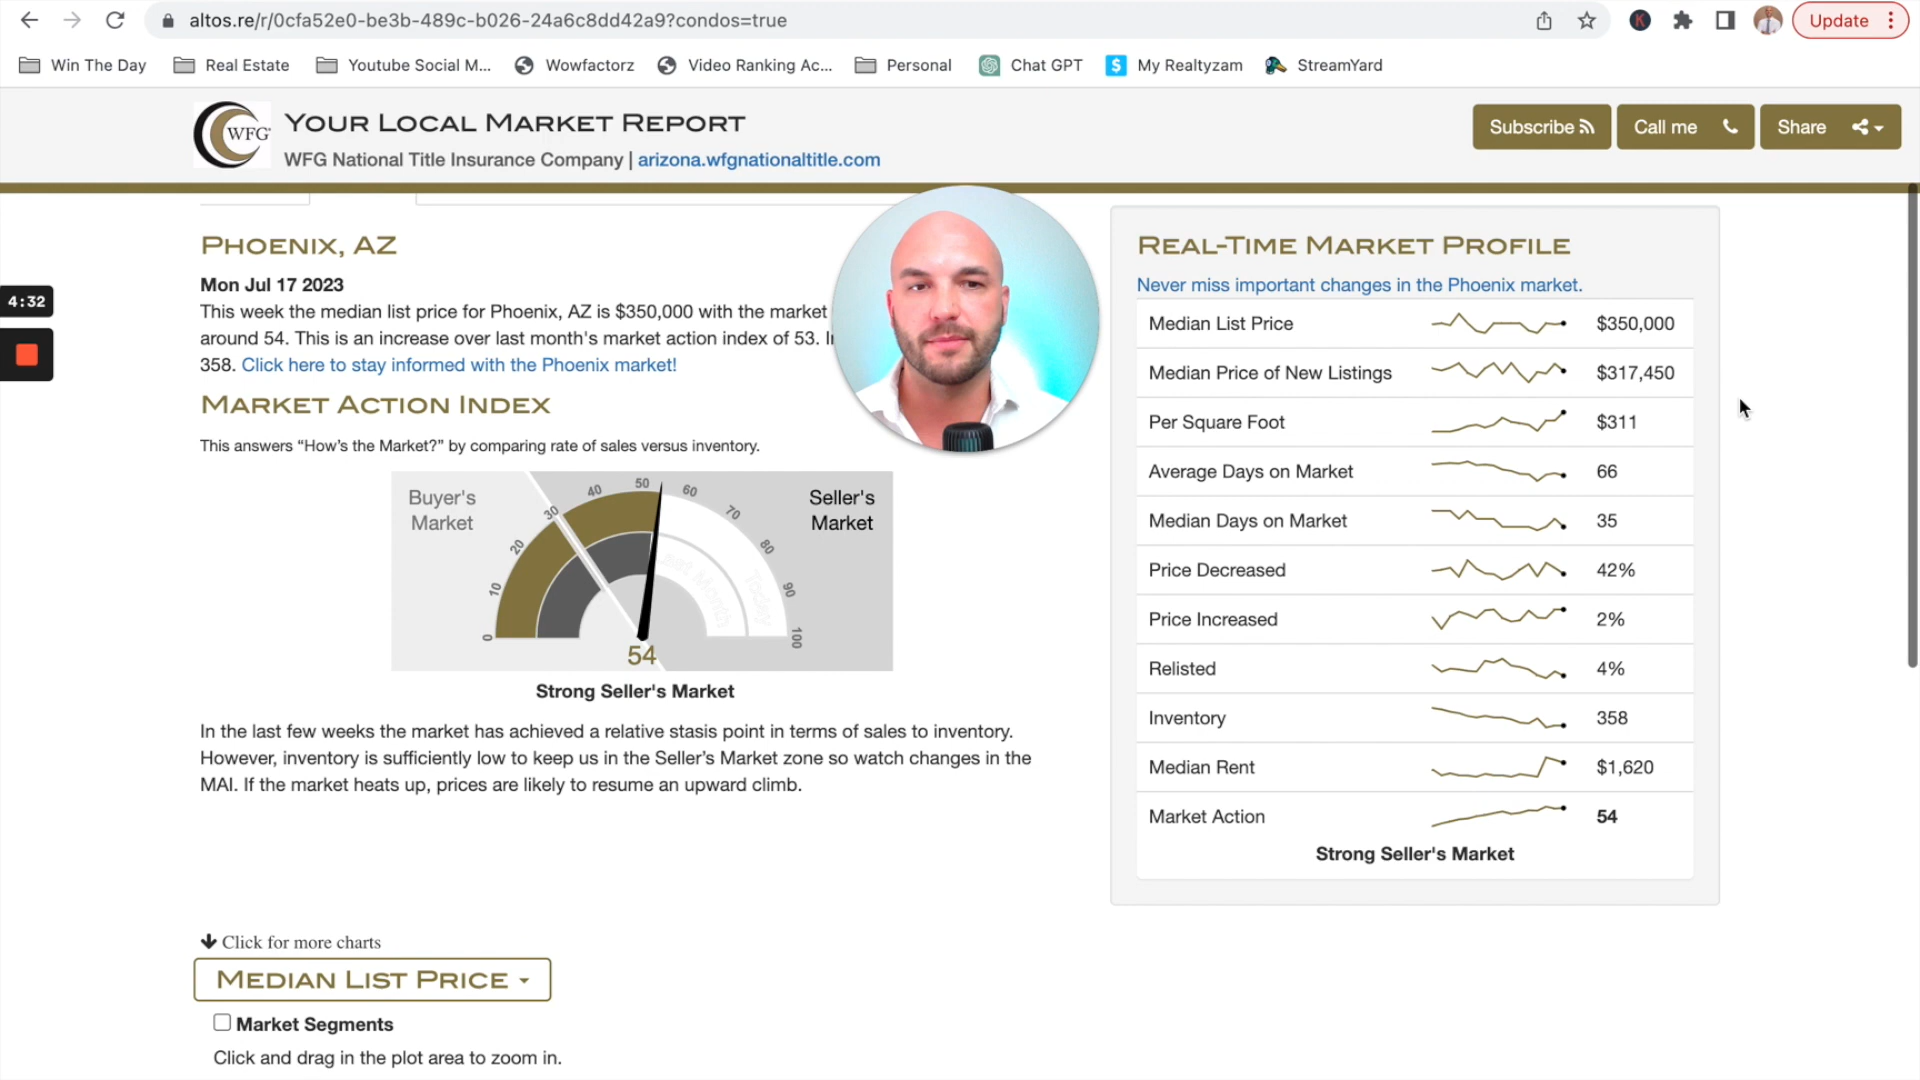 altos.re/r/0cfa52e0-be3b-489c-b026-24a6c8dd42a9?condos=true
Update
Win The Day
Real Estate
Youtube Social M...
Wowfactorz
Video Ranking Ac...
Personal
Chat GPT
My Realtyzam
StreamYard
WFG
Your Local Market Report
WFG National Title Insurance Company | arizona.wfgnationaltitle.com
Subscribe
Call me
Share
4:32
Phoenix, AZ
Mon Jul 17 2023
This week the median list price for Phoenix, AZ is $350,000 with the market
around 54. This is an increase over last month's market action index of 53.
358. Click here to stay informed with the Phoenix market!
Market Action Index
This answers “How's the Market?” by comparing rate of sales versus inventory.
Buyer's
Market
Seller's
Market
0
10
20
30
40
50
60
70
80
90
100
Last Month
Today
54
Strong Seller's Market
In the last few weeks the market has achieved a relative stasis point in terms of sales to inventory.
However, inventory is sufficiently low to keep us in the Seller's Market zone so watch changes in the
MAI. If the market heats up, prices are likely to resume an upward climb.
Click for more charts
Median List Price
Market Segments
Click and drag in the plot area to zoom in.
Real-Time Market Profile
Never miss important changes in the Phoenix market.
Median List Price $350,000
Median Price of New Listings $317,450
Per Square Foot $311
Average Days on Market 66
Median Days on Market 35
Price Decreased 42%
Price Increased 2%
Relisted 4%
Inventory 358
Median Rent $1,620
Market Action 54
Strong Seller's Market